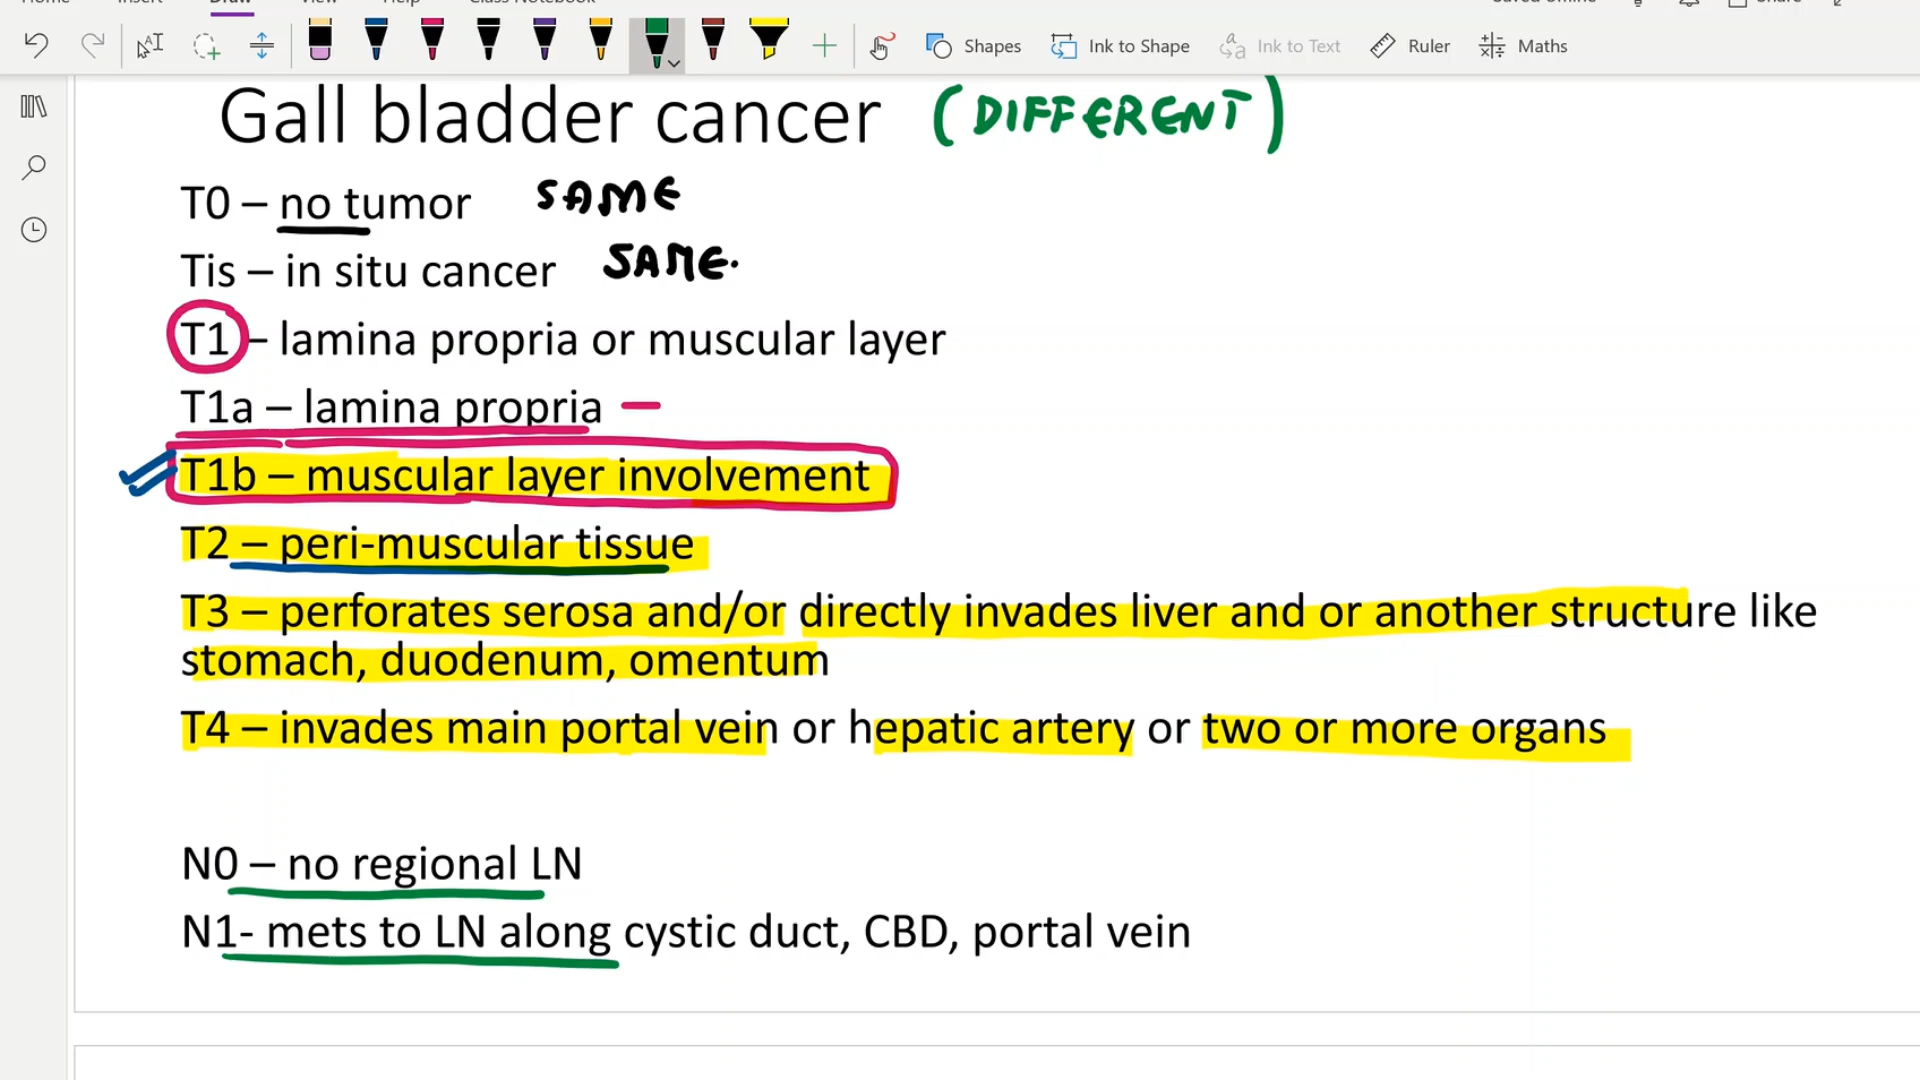 Shapes Ink to Shape Ink to Text Ruler Maths
Gall bladder cancer (DIFFERENT)
T0 – no tumor SAME
Tis – in situ cancer SAME.
T1 – lamina propria or muscular layer
T1a – lamina propria –
T1b – muscular layer involvement
T2 – peri-muscular tissue
T3 – perforates serosa and/or directly invades liver and or another structure like
stomach, duodenum, omentum
T4 – invades main portal vein or hepatic artery or two or more organs
N0 – no regional LN
N1- mets to LN along cystic duct, CBD, portal vein